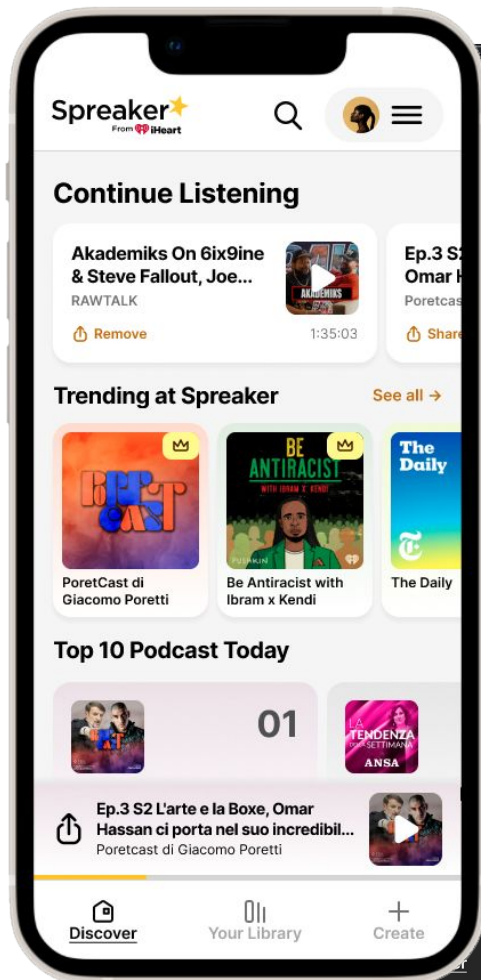 Spreaker
From iHeart
Continue Listening
Akademiks On 6ix9ine
& Steve Fallout, Joe...
RAWTALK
AKADEMIKS
Remove
1:35:03
Ep.3 S2
Omar H
Poretcas
Share
Trending at Spreaker
See all →
PORETCAST
BE
ANTIRACIST
WITH IBRAM X KENDI
PUSHKIN
The
Daily
PoretCast di
Giacomo Poretti
Be Antiracist with
Ibram x Kendi
The Daily
Top 10 Podcast Today
01
LA
TENDENZA
DELLA SETTIMANA
ANSA
Ep.3 S2 L'arte e la Boxe, Omar
Hassan ci porta nel suo incredibil...
Poretcast di Giacomo Poretti
Discover
Your Library
Create